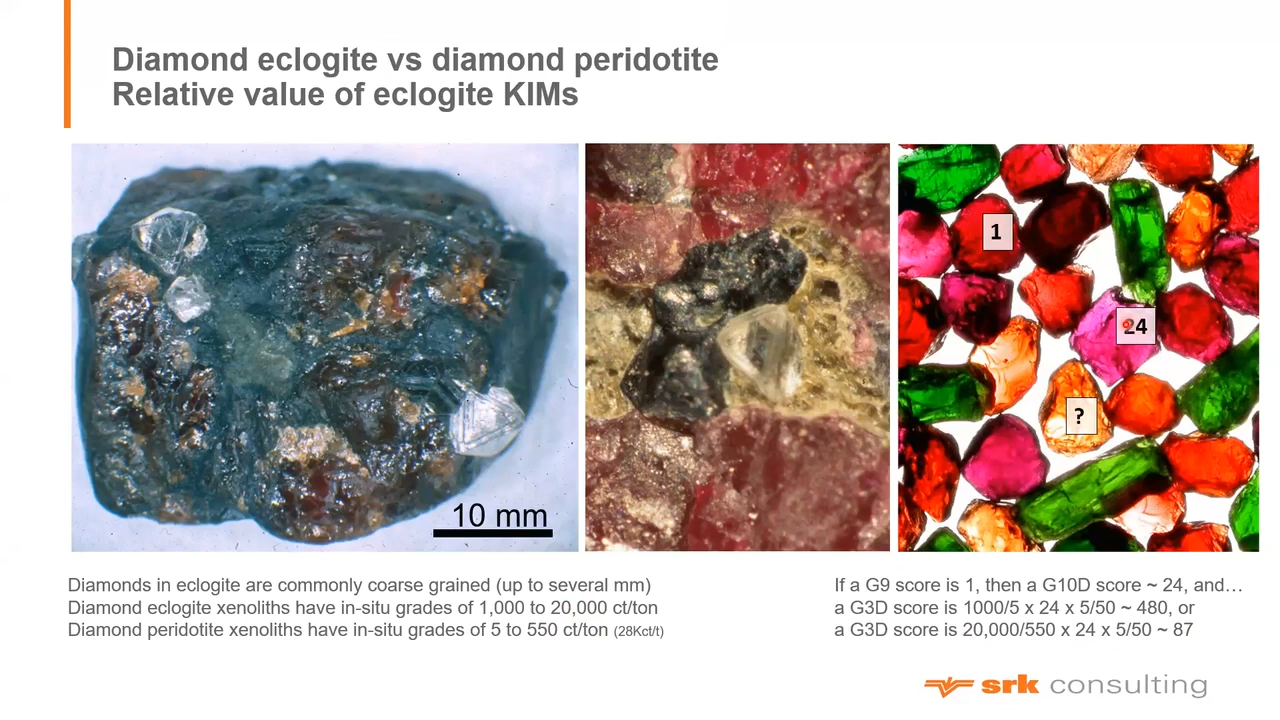 Diamond eclogite vs diamond peridotite
Relative value of eclogite KIMs
10 mm
1
24
?
Diamonds in eclogite are commonly coarse grained (up to several mm)
Diamond eclogite xenoliths have in-situ grades of 1,000 to 20,000 ct/ton
Diamond peridotite xenoliths have in-situ grades of 5 to 550 ct/ton (28Kct/t)
If a G9 score is 1, then a G10D score ~ 24, and…
a G3D score is 1000/5 x 24 x 5/50 ~ 480, or
a G3D score is 20,000/550 x 24 x 5/50 ~ 87
srk consulting